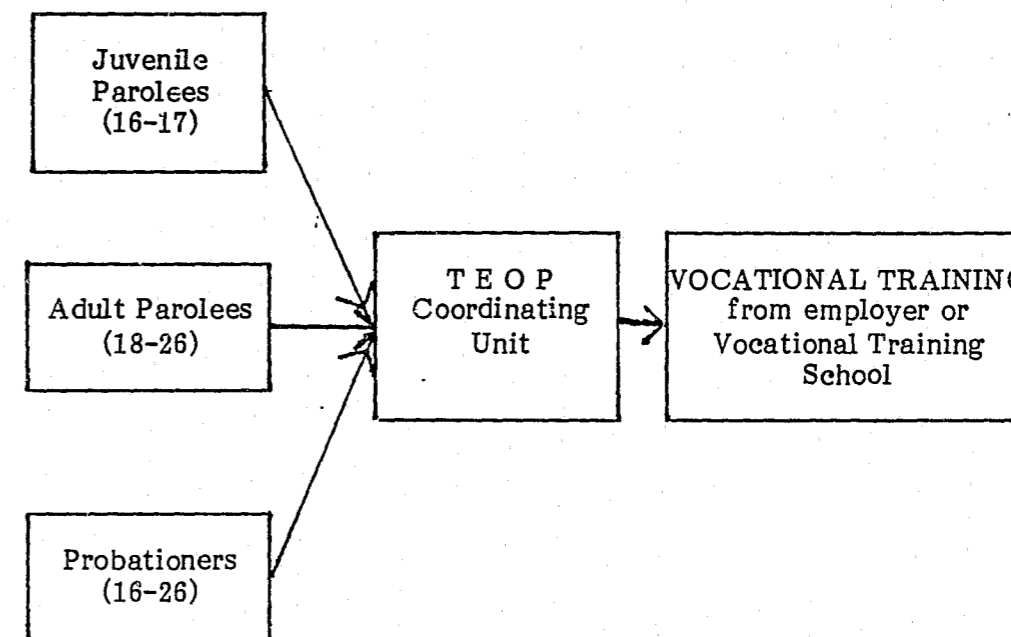 Juvenile
Parolees
(16-17)
Adult Parolees
(18-26)
Probationers
(16-26)
T E O P
Coordinating
Unit
VOCATIONAL TRAINING
from employer or
Vocational Training
School